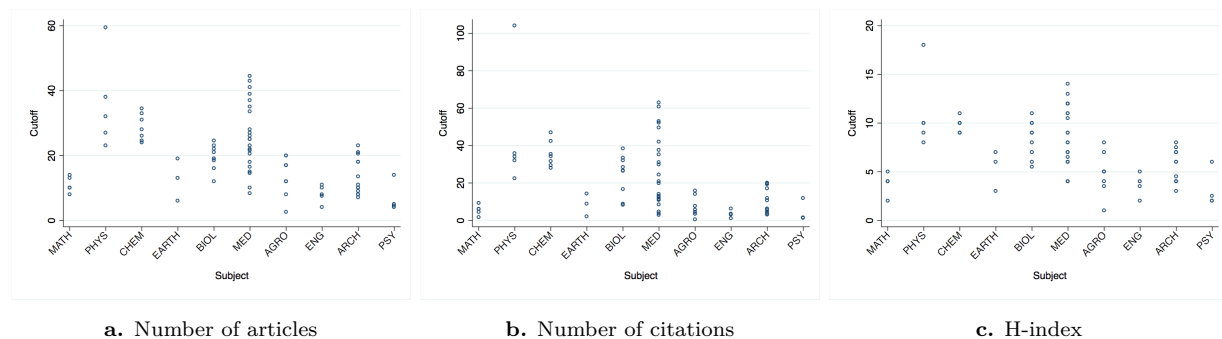 60
40
20
0
Cutoff
MATH
PHYS
CHEM
EARTH
BIOL
MED
AGRO
ENG
ARCH
PSY
Subject
a. Number of articles
100
80
60
40
20
0
Cutoff
MATH
PHYS
CHEM
EARTH
BIOL
MED
AGRO
ENG
ARCH
PSY
Subject
b. Number of citations
20
15
10
5
0
Cutoff
MATH
PHYS
CHEM
EARTH
BIOL
MED
AGRO
ENG
ARCH
PSY
Subject
c. H-index